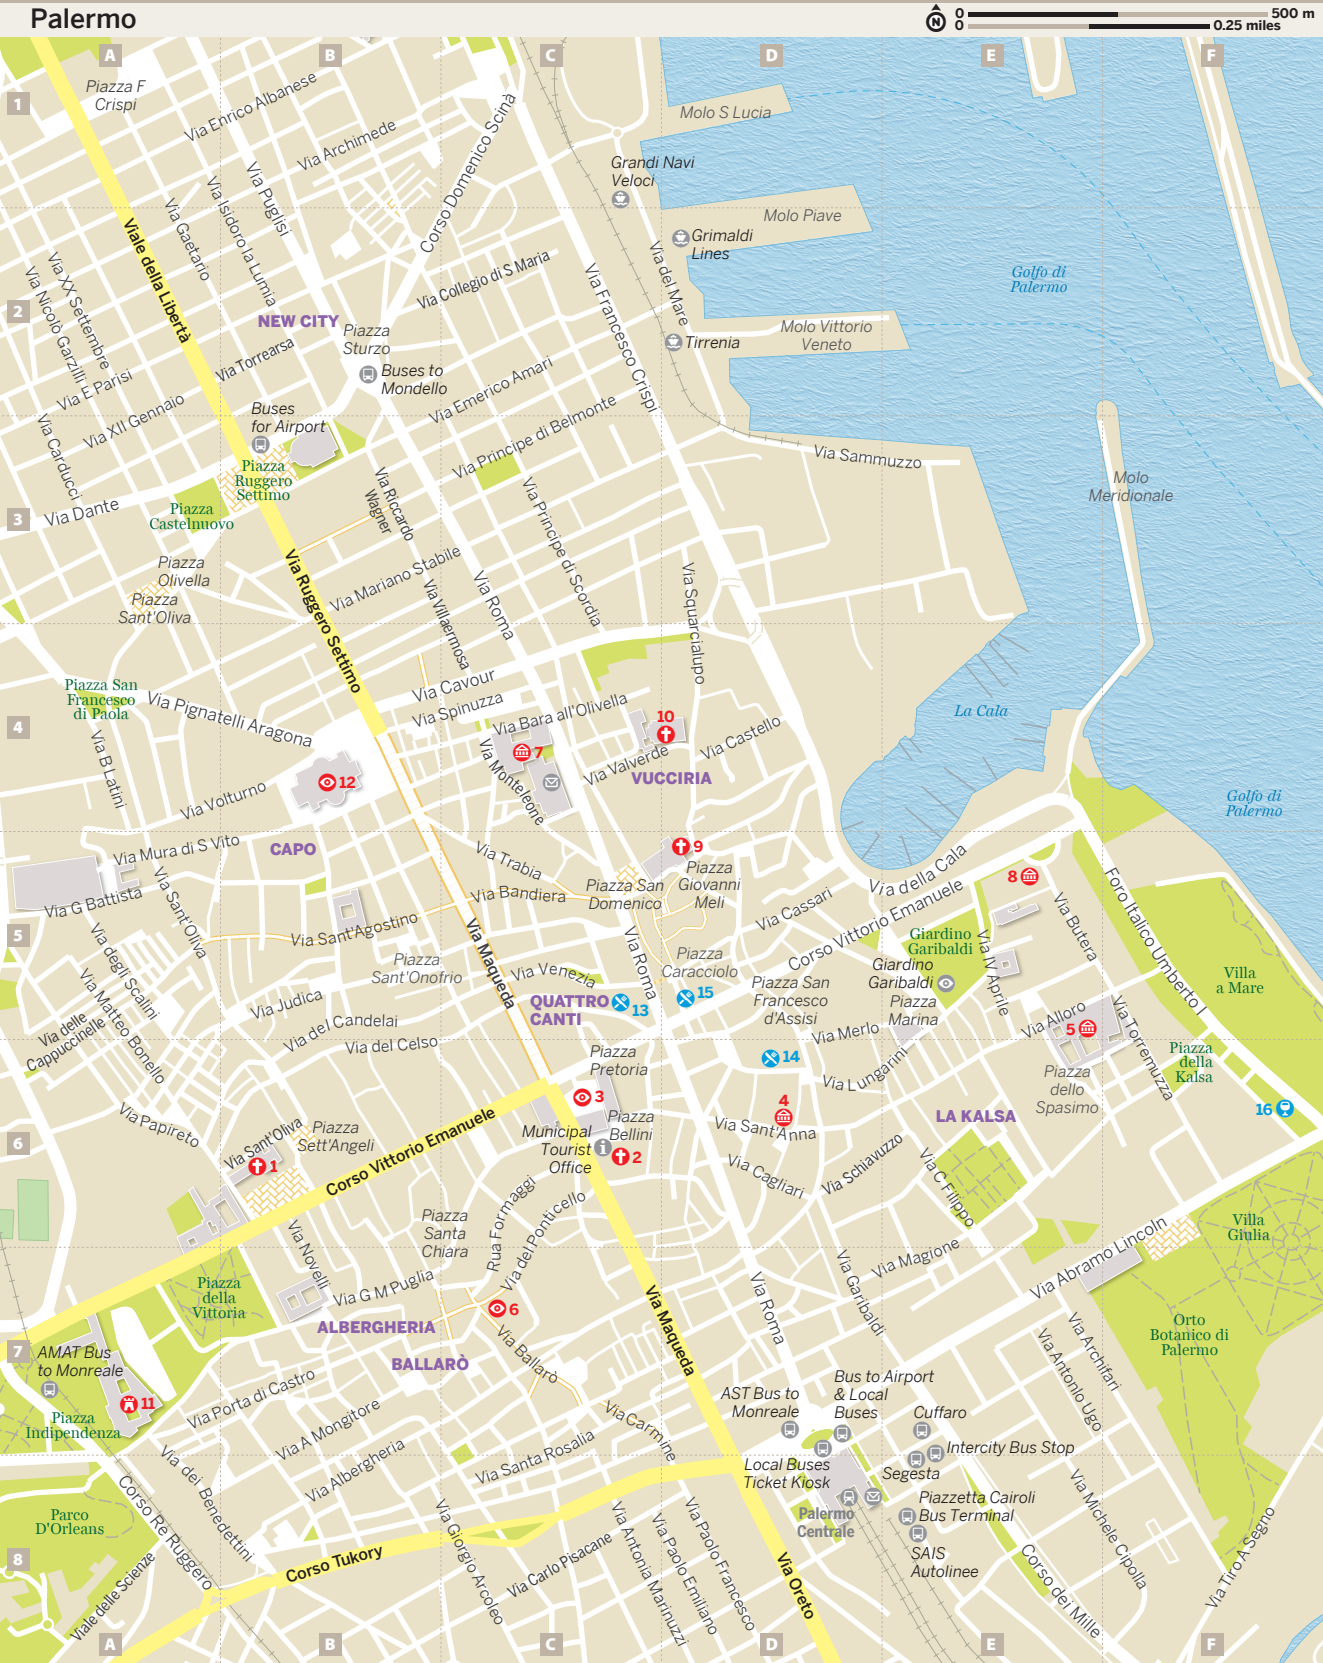 Palermo
N
0
500 m
0
0.25 miles
A
B
C
D
E
F
1
Piazza F
Crispi
Via Enrico Albanese
Via Archimede
Corso Domenico Scinà
Molo S Lucia
Grandi Navi
Veloci
Via Puglisi
Via Isidoro la Lumia
Via Gaetario
Molo Piave
Grimaldi
Lines
Viale della Libertà
Via XX Settembre
Via Nicolò Garzilli
Via Collegio di S Maria
Via del Mare
Via Francesco Crispi
Golfo di
Palermo
2
NEW CITY
Piazza
Sturzo
Molo Vittorio
Veneto
Tirrenia
Via Torrearsa
Buses to
Mondello
Via E Parisi
Via Emerico Amari
Via XII Gennaio
Buses
for Airport
Via Principe di Belmonte
Via Carducci
Via Sammuzzo
Piazza
Ruggero
Settimo
Molo
Meridionale
Via Riccardo
Wagner
3
Via Dante
Piazza
Castelnuovo
Via Principe di Scordia
Piazza
Olivella
Piazza
Sant'Oliva
Via Ruggero Settimo
Via Mariano Stabile
Via Villaermosa
Via Roma
Via Squarcialupo
4
Piazza San
Francesco
di Paola
Via Pignatelli Aragona
Via Cavour
Via Spinuzza
Via Bara all'Olivella
La Cala
10
Via B Latini
7
Via Monteleone
Via Valverde
Via Castello
12
VUCCIRIA
Via Volturno
Golfo di
Palermo
Via Mura di S Vito
CAPO
Via Trabia
9
Piazza
Giovanni
Meli
Via della Cala
8
Via G Battista
Via Sant'Oliva
Via Bandiera
Piazza San
Domenico
Via Cassari
Corso Vittorio Emanuele
Via Butera
Foro Italico Umberto I
5
Via degli Scalini
Via Sant'Agostino
Via Maqueda
Via Roma
Giardino
Garibaldi
Via IV Aprile
Piazza
Sant'Onofrio
Via Venezia
Piazza
Caracciolo
Giardino
Garibaldi
Villa
a Mare
Via Matteo Bonello
Via Judica
QUATTRO
CANTI
13
15
Piazza San
Francesco
d'Assisi
Piazza
Marina
Via delle
Cappuccinelle
Via del Candelai
Via Merlo
Via Alloro
5
Via Torremuzza
Via del Celso
Piazza
Pretoria
14
Via Lungarini
Piazza
dello
Spasimo
Piazza
della
Kalsa
3
4
LA KALSA
16
Via Papireto
Piazza
Sett'Angeli
Piazza
Bellini
Via Sant'Anna
6
Via Sant'Oliva
1
Corso Vittorio Emanuele
Municipal
Tourist
Office
2
Via Cagliari
Via Schiavuzzo
Via C Filippo
Piazza
Santa
Chiara
Rua Formaggi
Via del Ponticello
Villa
Giulia
Via Novelli
Via Magione
Via Abramo Lincoln
Piazza
della
Vittoria
Via G M Puglia
6
Via Maqueda
Via Roma
Via Garibaldi
ALBERGHERIA
Orto
Botanico di
Palermo
7
AMAT Bus
to Monreale
BALLARÒ
Via Ballarò
Via Antonio Ugo
Via Archifari
11
Via Porta di Castro
AST Bus to
Monreale
Bus to Airport
& Local
Buses
Cuffaro
Piazza
Indipendenza
Via A Mongitore
Via Carmine
Intercity Bus Stop
Via dei Benedettini
Via Albergheria
Via Santa Rosalia
Local Buses
Ticket Kiosk
Segesta
Corso Re Ruggero
Via Michele Cipolla
Parco
D'Orleans
Via Giorgio Arcoleo
Via Antonia Marinuzzi
Via Paolo Emiliano
Via Paolo Francesco
Palermo
Centrale
Piazzetta Cairoli
Bus Terminal
8
Corso Tukory
Via Carlo Pisacane
Via Oreto
SAIS
Autolinee
Corso dei Mille
Via Tiro A Segno
Viale delle Scienze
A
B
C
D
E
F